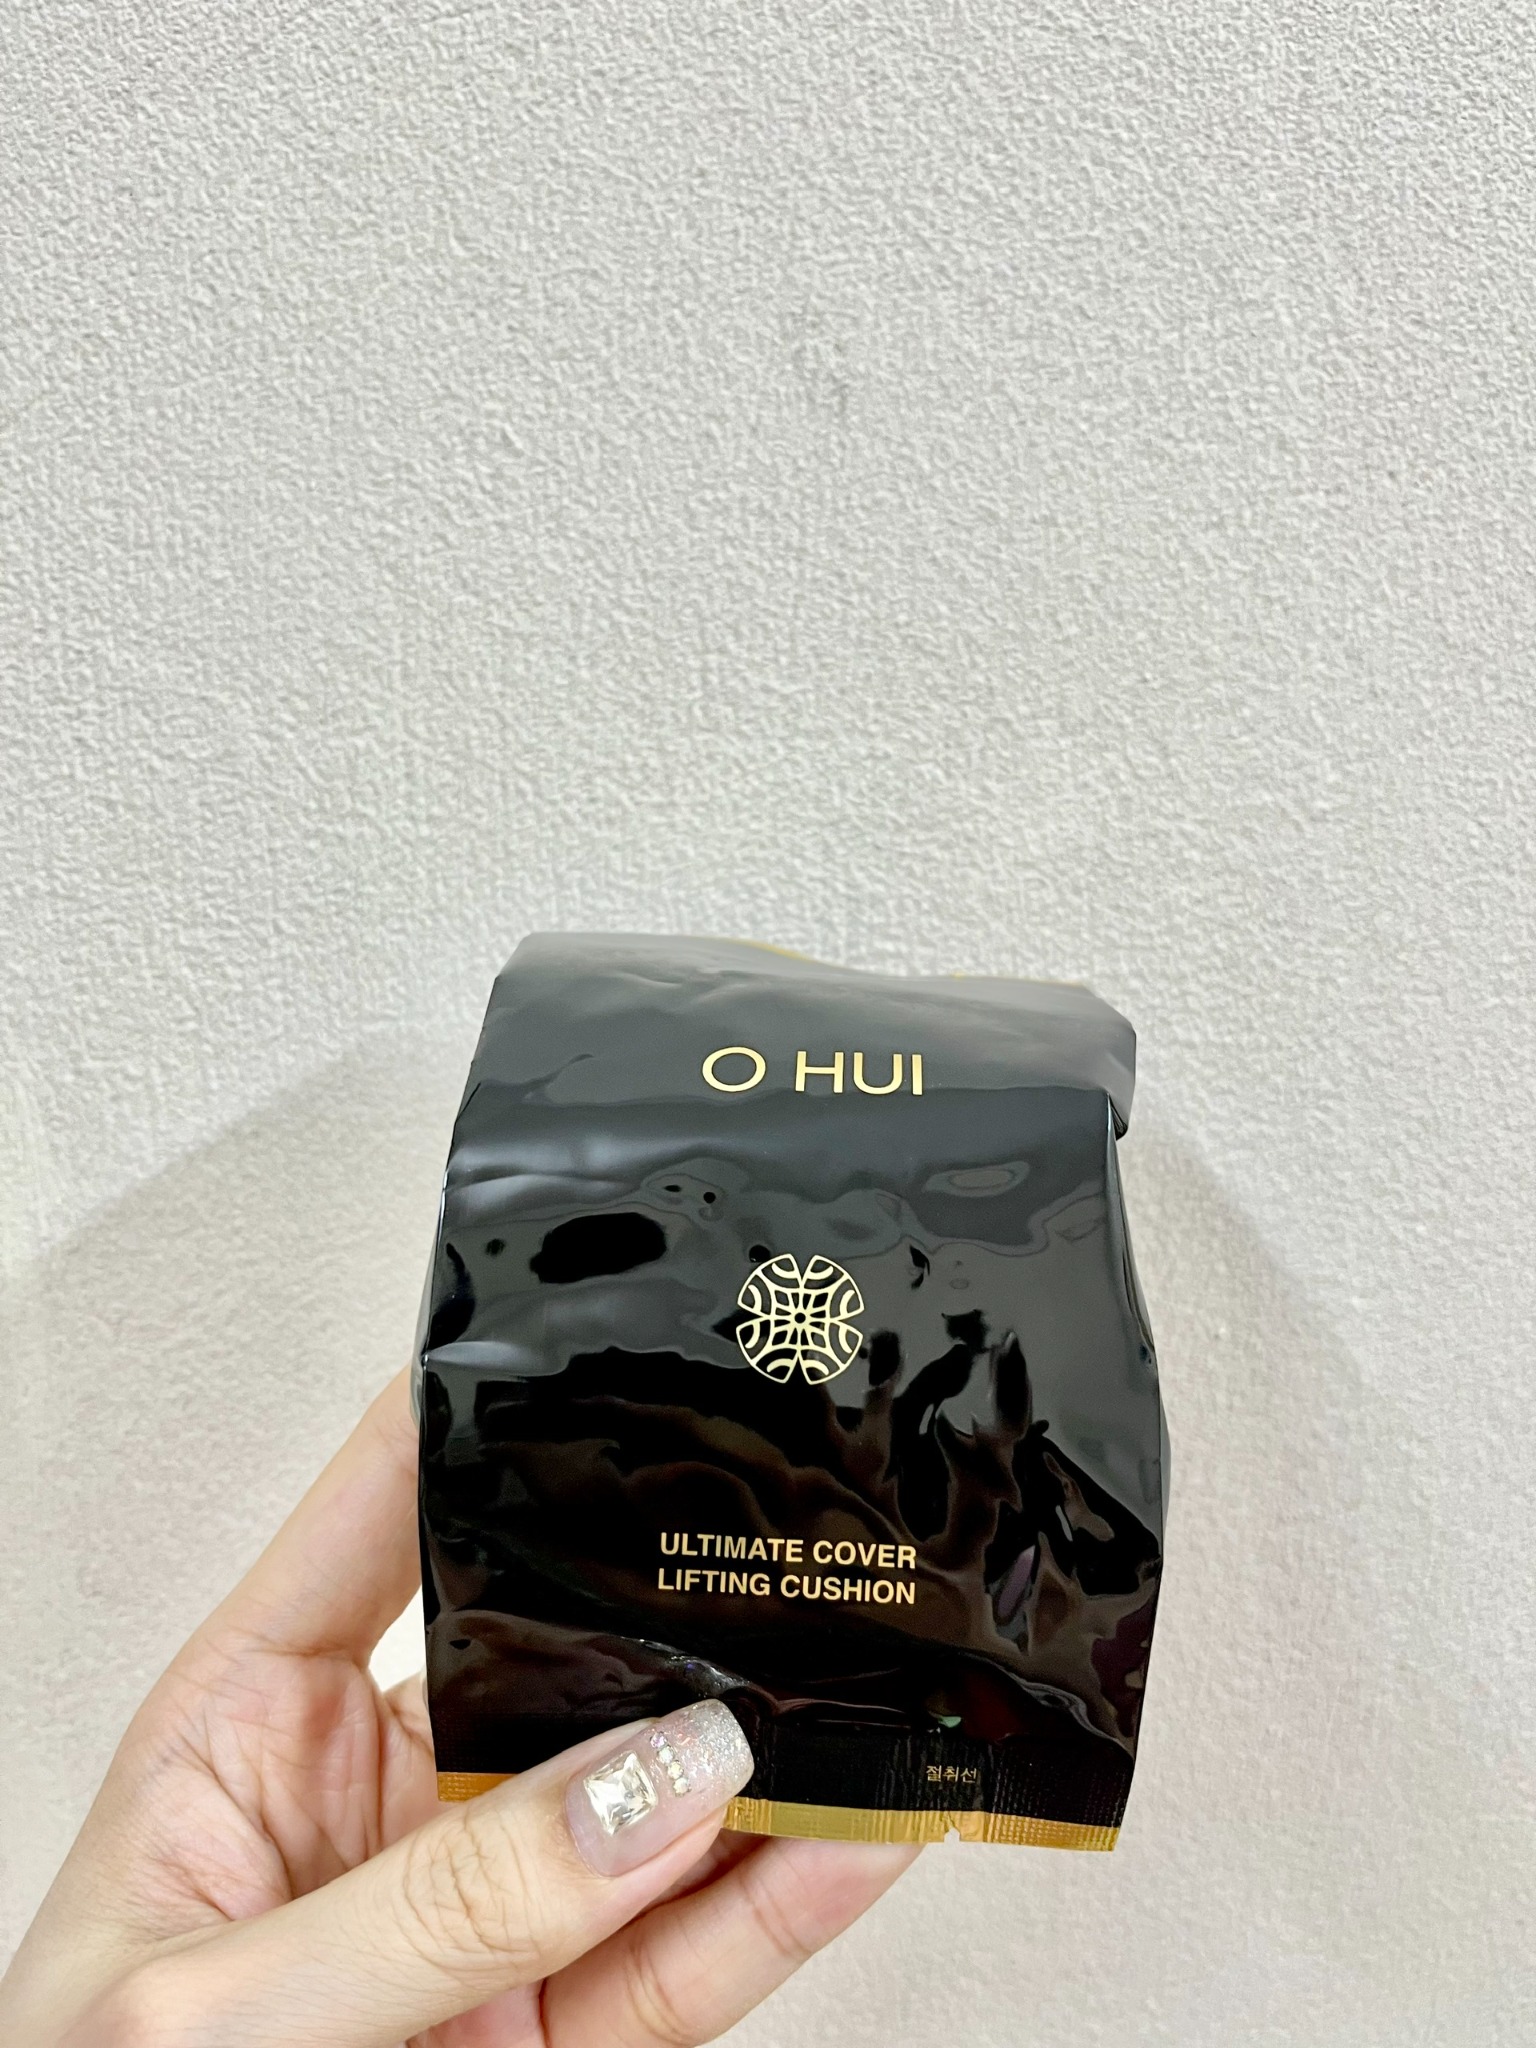 O HUI
ULTIMATE COVER
LIFTING CUSHION
절취선